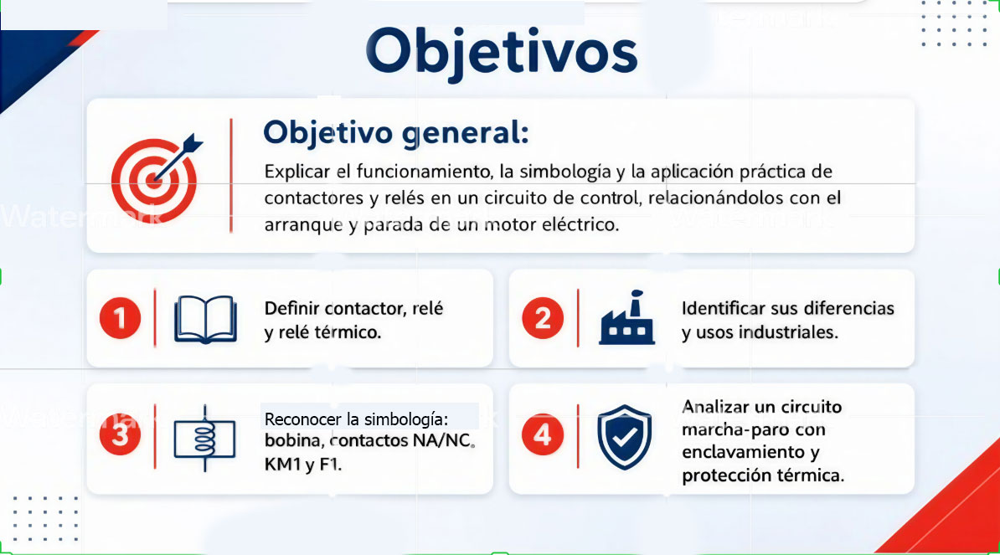 Objetivos
Objetivo general:
Explicar el funcionamiento, la simbología y la aplicación práctica de
contactores y relés en un circuito de control, relacionándolos con el
arranque y parada de un motor eléctrico.
1
Definir contactor, relé
y relé térmico.
2
Identificar sus diferencias
y usos industriales.
3
Reconocer la simbología:
bobina, contactos NA/NC.
KM1 y F1.
4
Analizar un circuito
marcha-paro con
enclavamiento y
protección térmica.
Watermark
Watermark